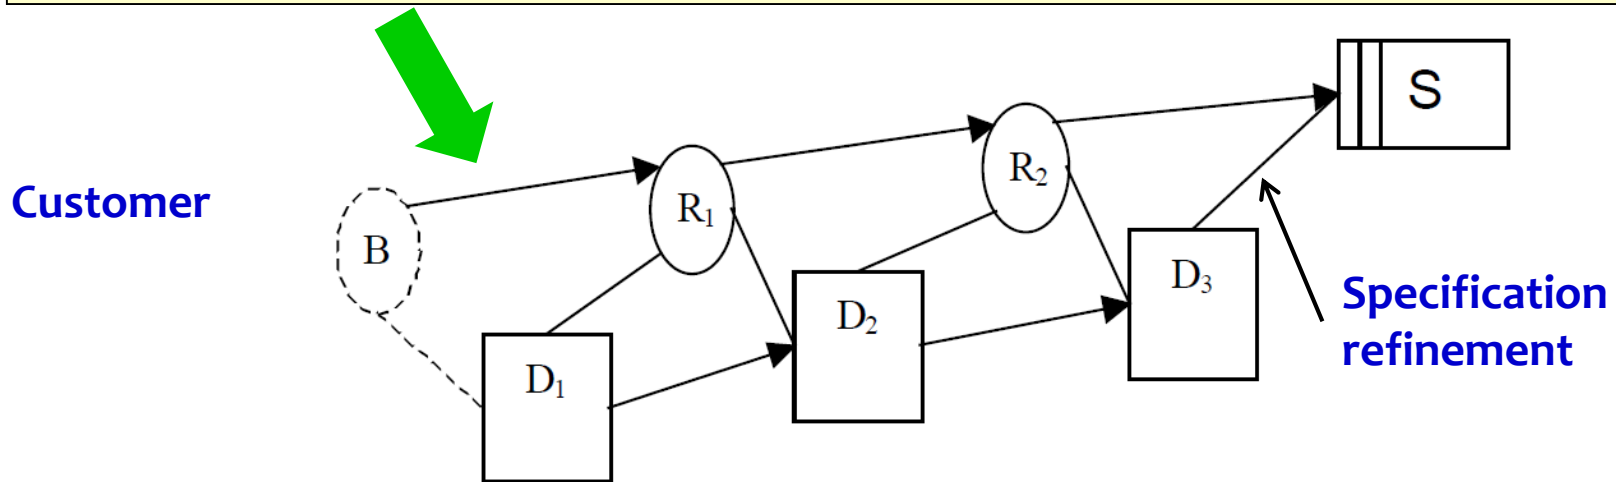 S
R₂
R₁
Customer
B
D₃
Specification
refinement
D₂
D₁